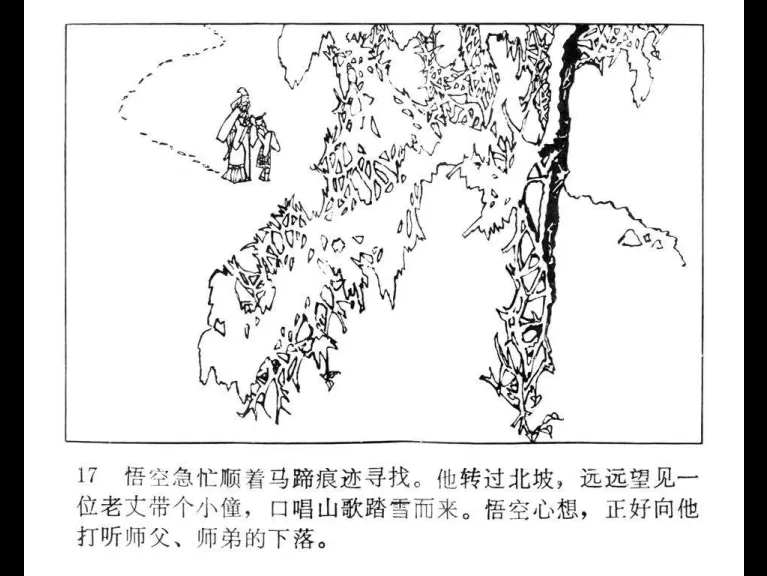 17 悟空急忙顺着马蹄痕迹寻找。他转过北坡，远远望见一
位老丈带个小僮，口唱山歌踏雪而来。悟空心想，正好向他
打听师父、师弟的下落。